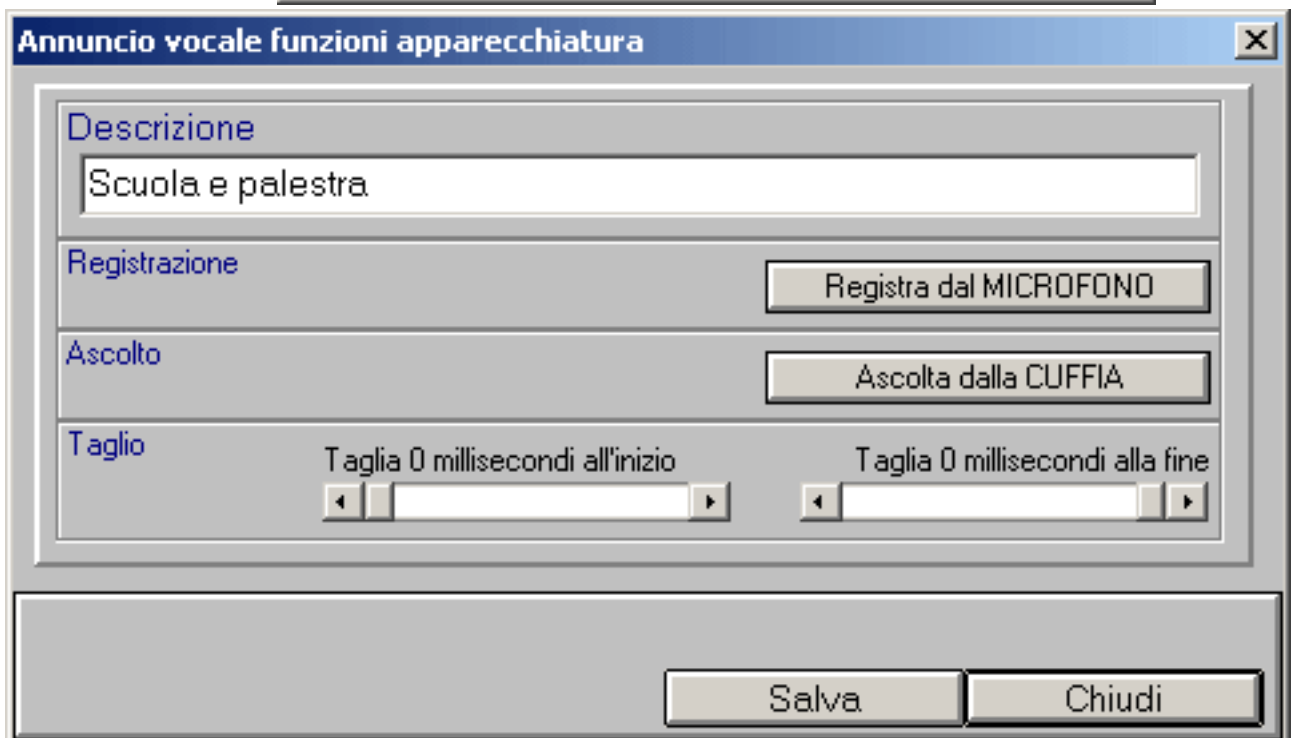 Annuncio vocale funzioni apparecchiatura
Descrizione
Scuola e palestra
Registrazione
Registra dal MICROFONO
Ascolto
Ascolta dalla CUFFIA
Taglio
Taglia 0 millisecondi all'inizio
Taglia 0 millisecondi alla fine
Salva
Chiudi